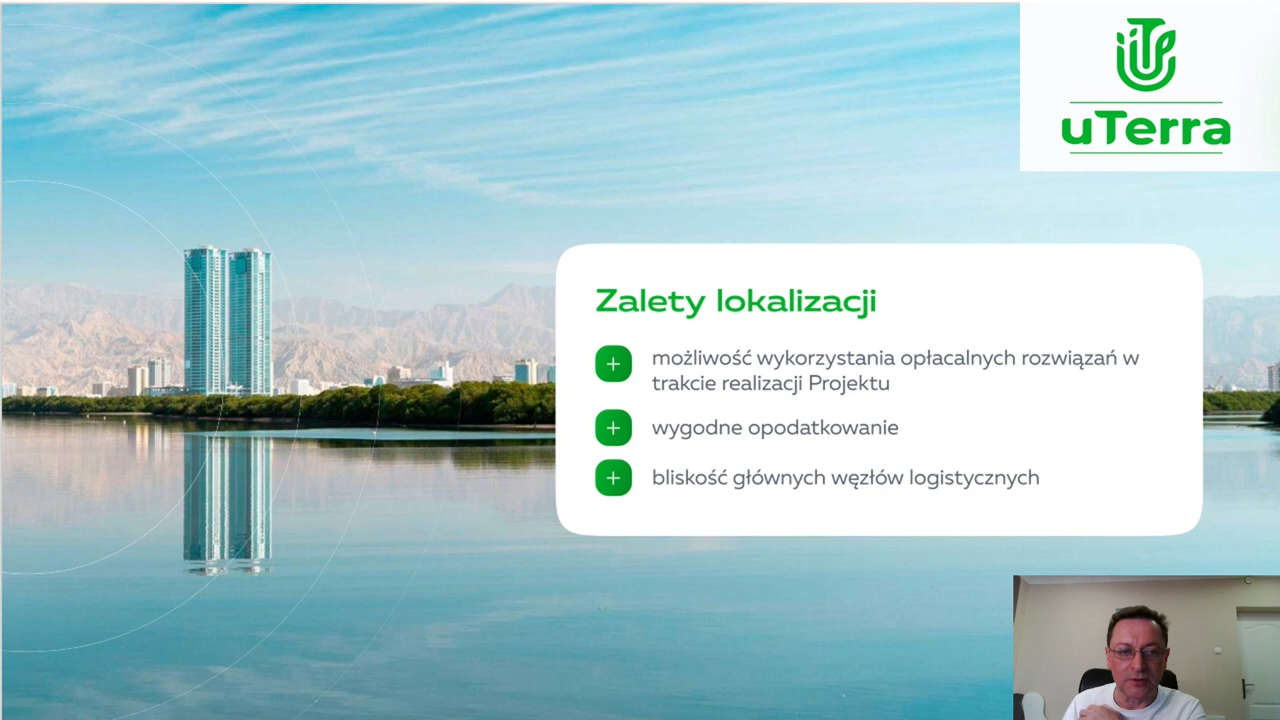 uTerra
Zalety lokalizacji
możliwość wykorzystania opłacalnych rozwiązań w
trakcie realizacji Projektu
wygodne opodatkowanie
bliskość głównych węzłów logistycznych